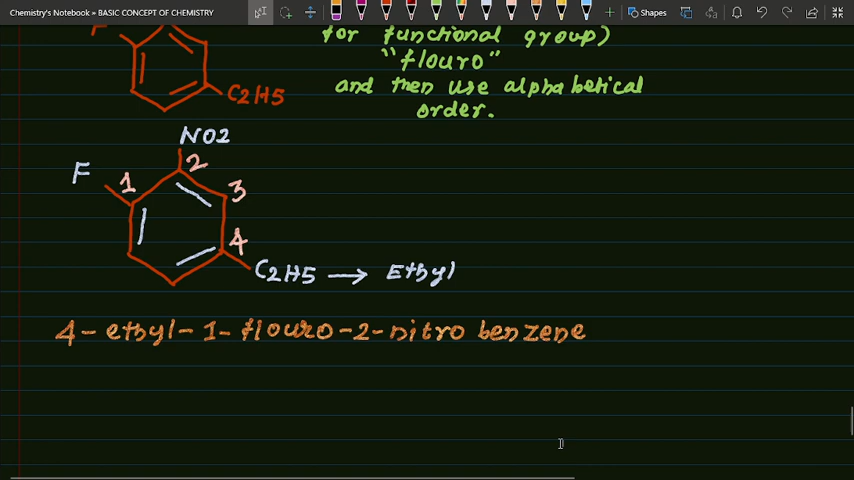 Chemistry's Notebook » BASIC CONCEPT OF CHEMISTRY
Shapes
F
C2H5
for functional group)
"flouro"
and then use alphabetical
order.
NO2
F
1
2
3
4
C2H5 → Ethyl
4-ethyl-1-flouro-2-nitro benzene